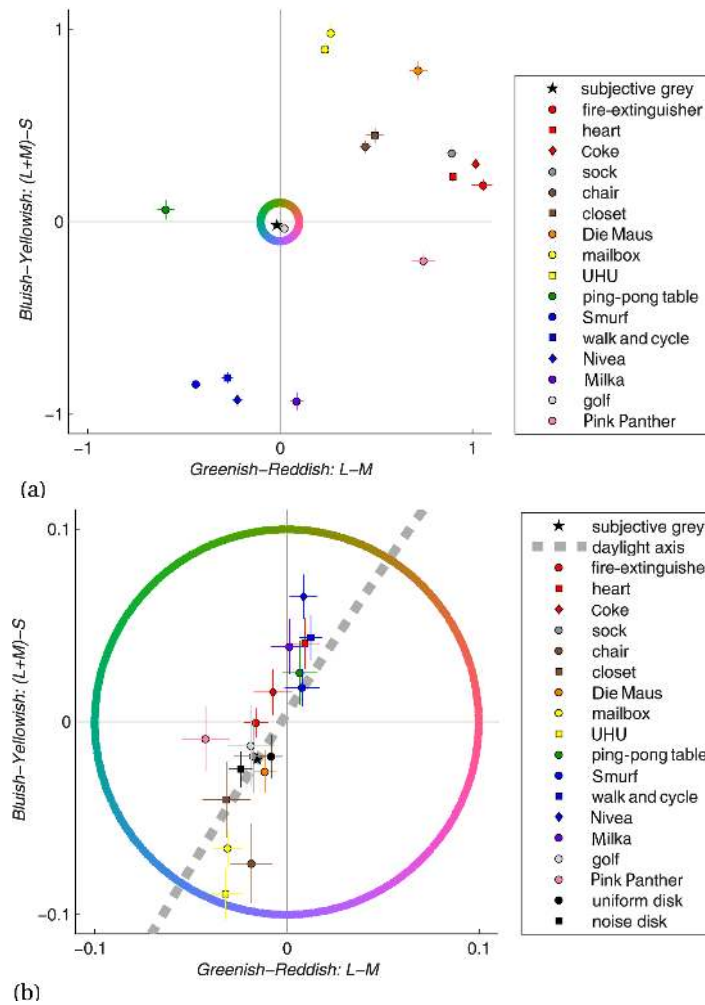 1
0
−1
−1
0
1
Bluish−Yellowish: (L+M)−S
Greenish−Reddish: L−M
subjective grey
fire-extinguisher
heart
Coke
sock
chair
closet
Die Maus
mailbox
UHU
ping-pong table
Smurf
walk and cycle
Nivea
Milka
golf
Pink Panther
(a)
0.1
0
−0.1
−0.1
0
0.1
Bluish−Yellowish: (L+M)−S
Greenish−Reddish: L−M
subjective grey
daylight axis
fire-extinguisher
heart
Coke
sock
chair
closet
Die Maus
mailbox
UHU
ping-pong table
Smurf
walk and cycle
Nivea
Milka
golf
Pink Panther
uniform disk
noise disk
(b)